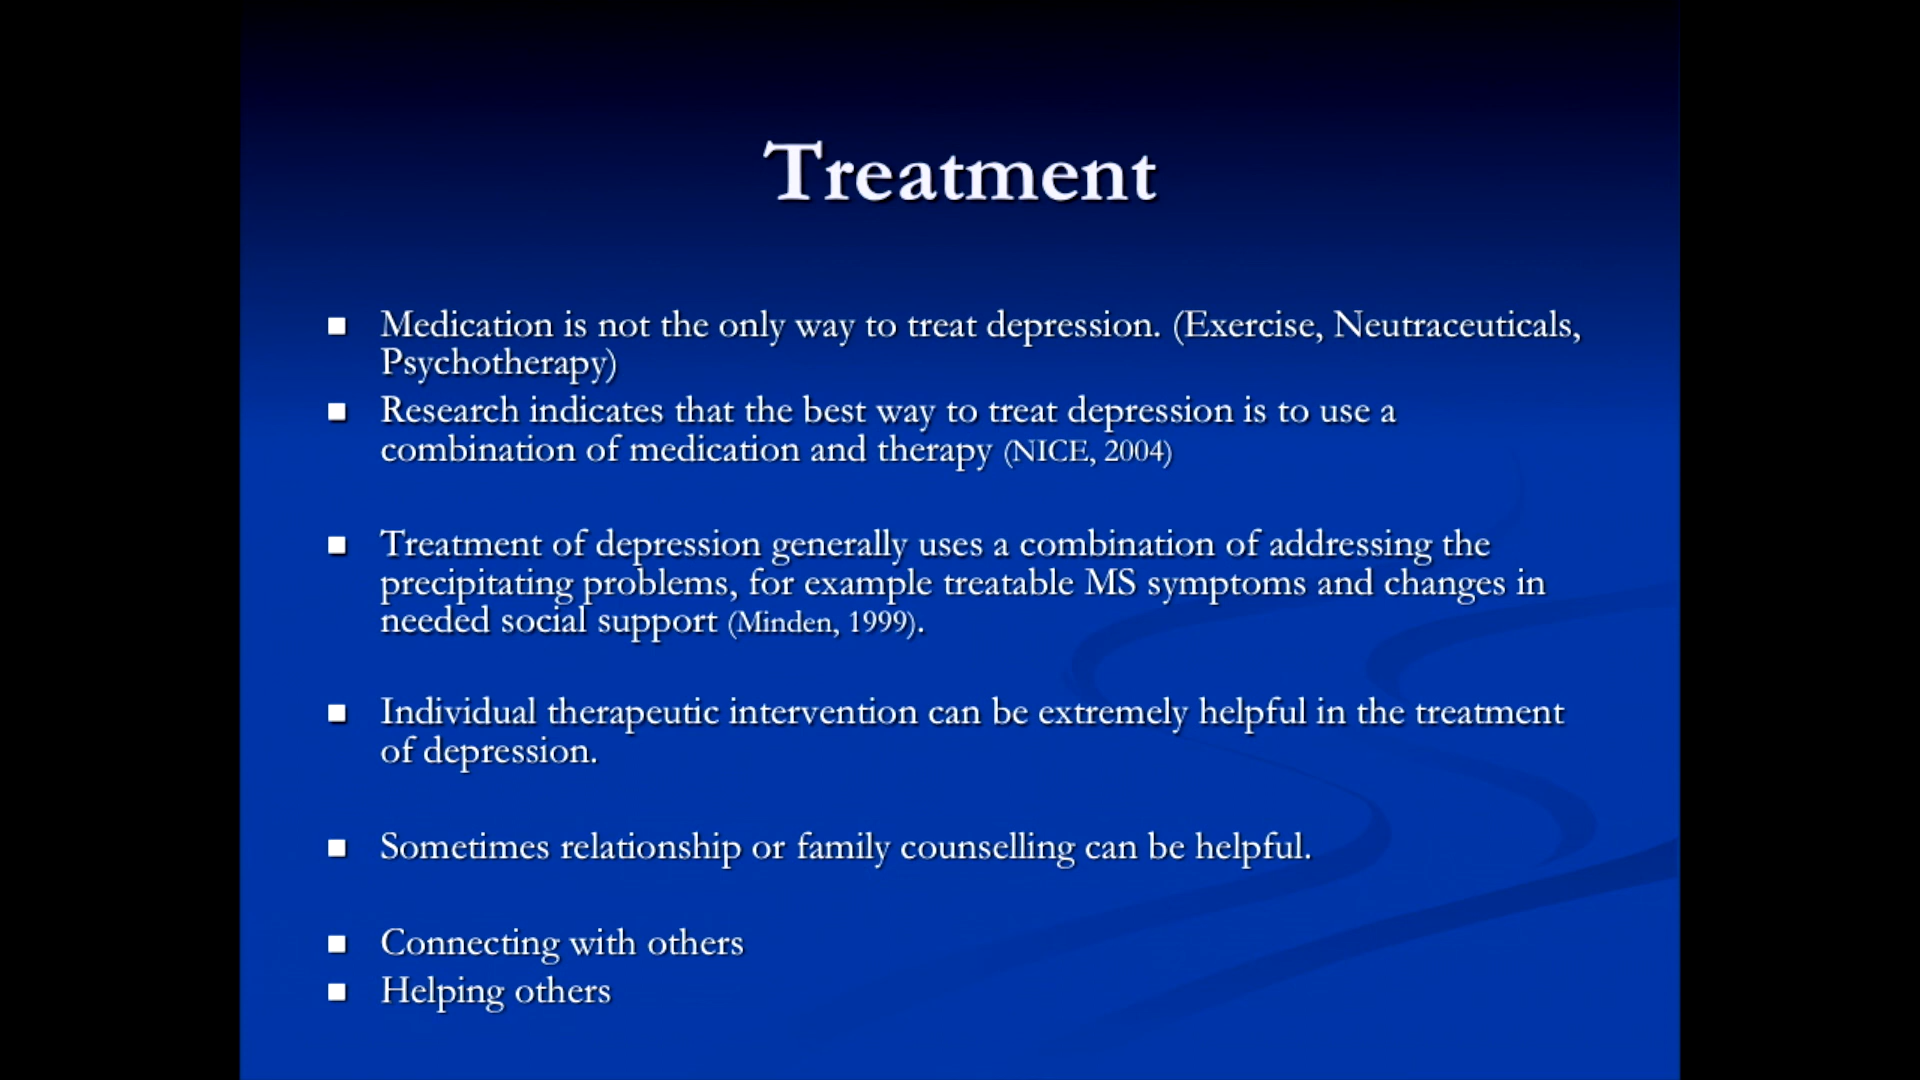 Treatment
Medication is not the only way to treat depression. (Exercise, Neutraceuticals,
Psychotherapy)
Research indicates that the best way to treat depression is to use a
combination of medication and therapy (NICE, 2004)
Treatment of depression generally uses a combination of addressing the
precipitating problems, for example treatable MS symptoms and changes in
needed social support (Minden, 1999).
Individual therapeutic intervention can be extremely helpful in the treatment
of depression.
Sometimes relationship or family counselling can be helpful.
Connecting with others
Helping others